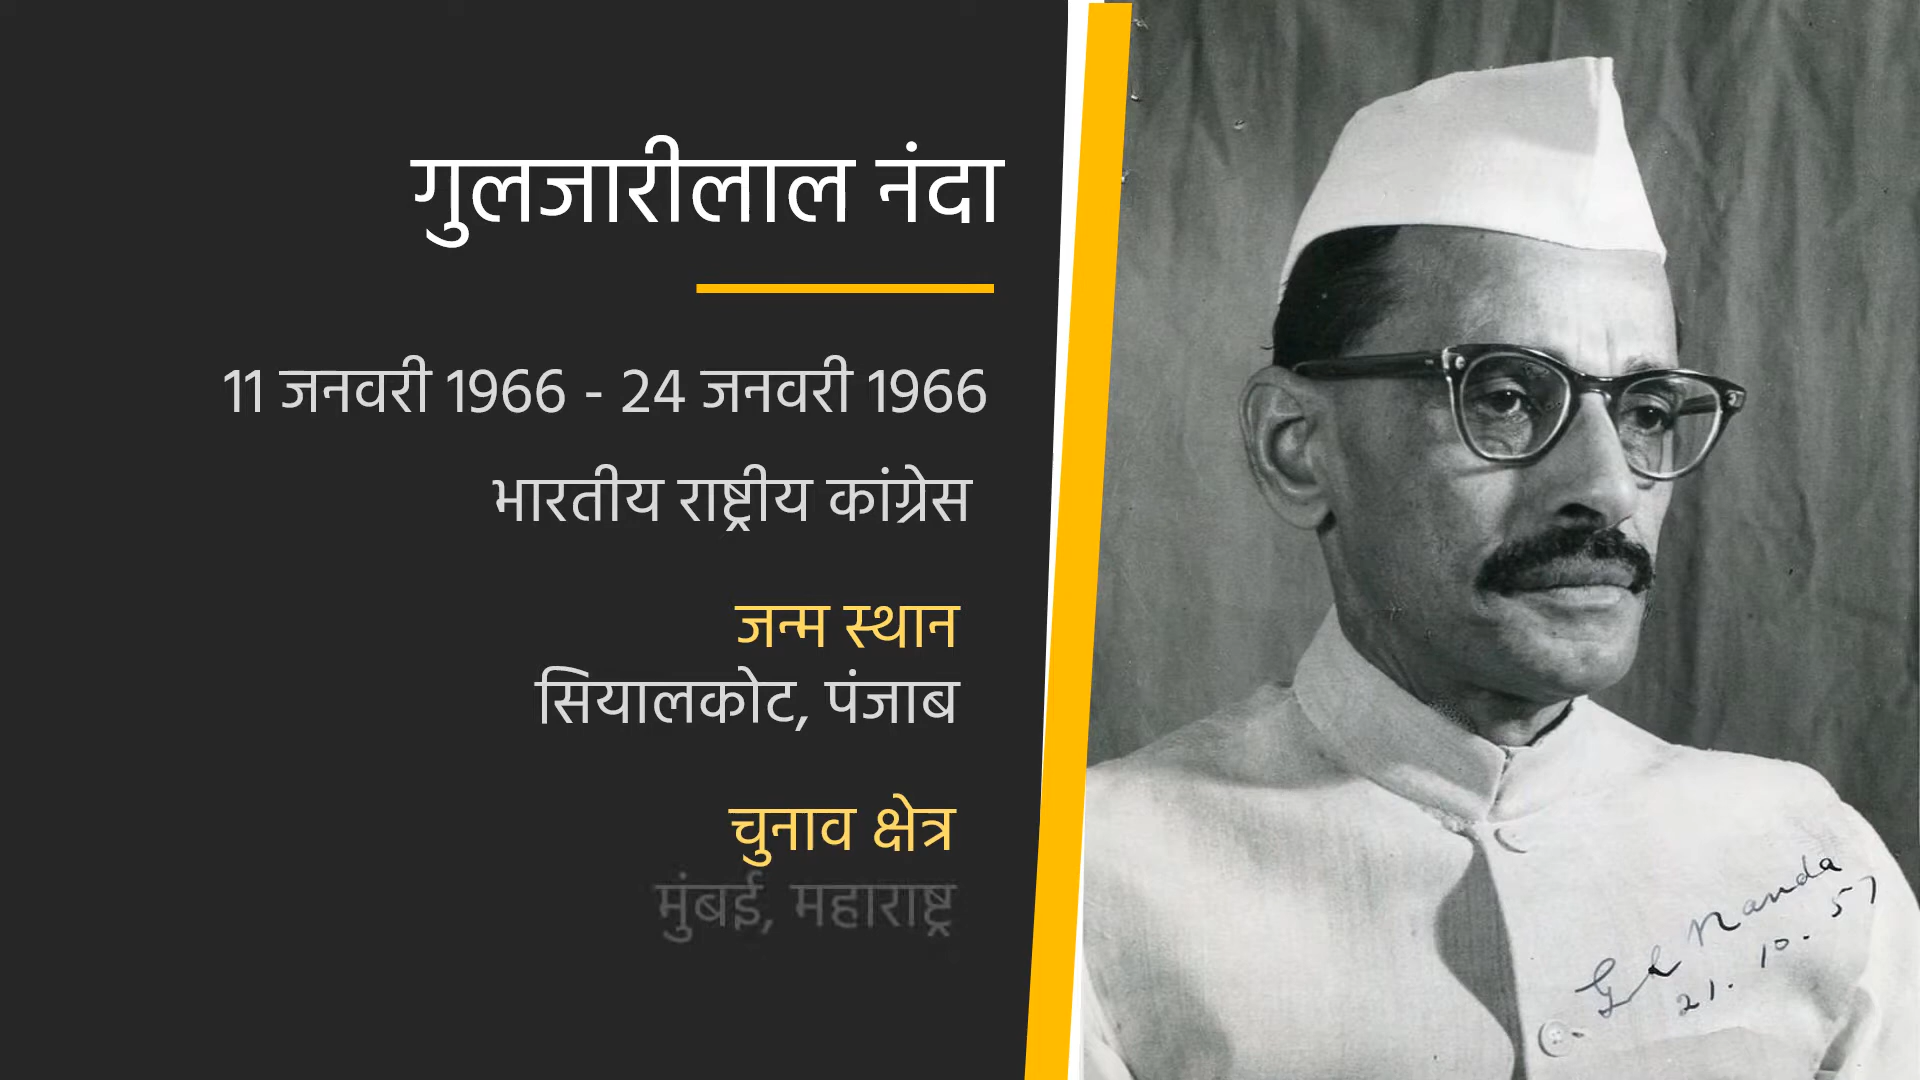 गुलजारीलाल नंदा
11 जनवरी 1966 - 24 जनवरी 1966
भारतीय राष्ट्रीय कांग्रेस
जन्म स्थान
सियालकोट, पंजाब
चुनाव क्षेत्र
मुंबई, महाराष्ट्र
G L Nanda
21. 10. 57